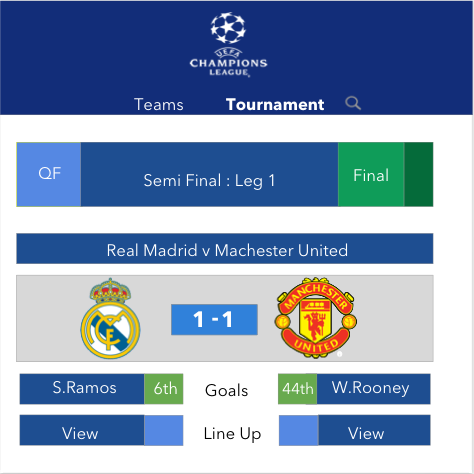 UEFA
CHAMPIONS
LEAGUE
Teams Tournament
QF Semi Final : Leg 1 Final
Real Madrid v Machester United
MANCHESTER
1 - 1
UNITED
S.Ramos 6th Goals 44th W.Rooney
View Line Up View